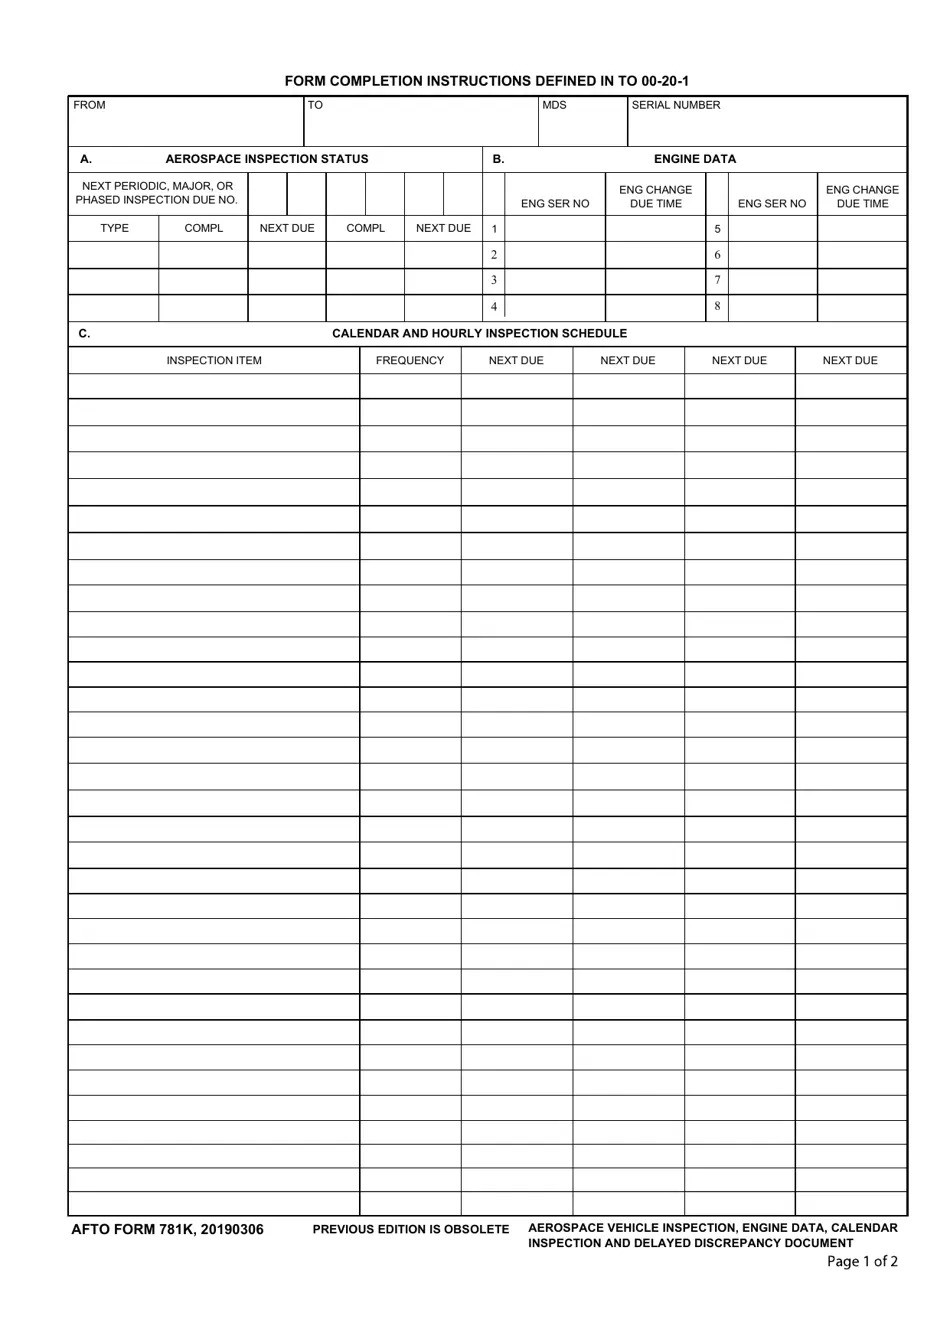 FORM COMPLETION INSTRUCTIONS DEFINED IN TO 00-20-1
FROM TO MDS SERIAL NUMBER
A. AEROSPACE INSPECTION STATUS B. ENGINE DATA
NEXT PERIODIC, MAJOR, OR
PHASED INSPECTION DUE NO.
ENG SER NO
ENG CHANGE
DUE TIME
ENG SER NO
ENG CHANGE
DUE TIME
TYPE COMPL NEXT DUE COMPL NEXT DUE 1 5
2 6
3 7
4 8
C. CALENDAR AND HOURLY INSPECTION SCHEDULE
INSPECTION ITEM FREQUENCY NEXT DUE NEXT DUE NEXT DUE NEXT DUE
AFTO FORM 781K, 20190306 PREVIOUS EDITION IS OBSOLETE AEROSPACE VEHICLE INSPECTION, ENGINE DATA, CALENDAR
INSPECTION AND DELAYED DISCREPANCY DOCUMENT
Page 1 of 2